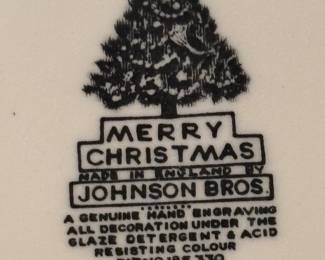 MERRY
CHRISTMAS
MADE IN ENGLAND BY
JOHNSON BROS.
A GENUINE HAND ENGRAVING
ALL DECORATION UNDER THE
GLAZE DETERGENT & ACID
RESISTING COLOUR